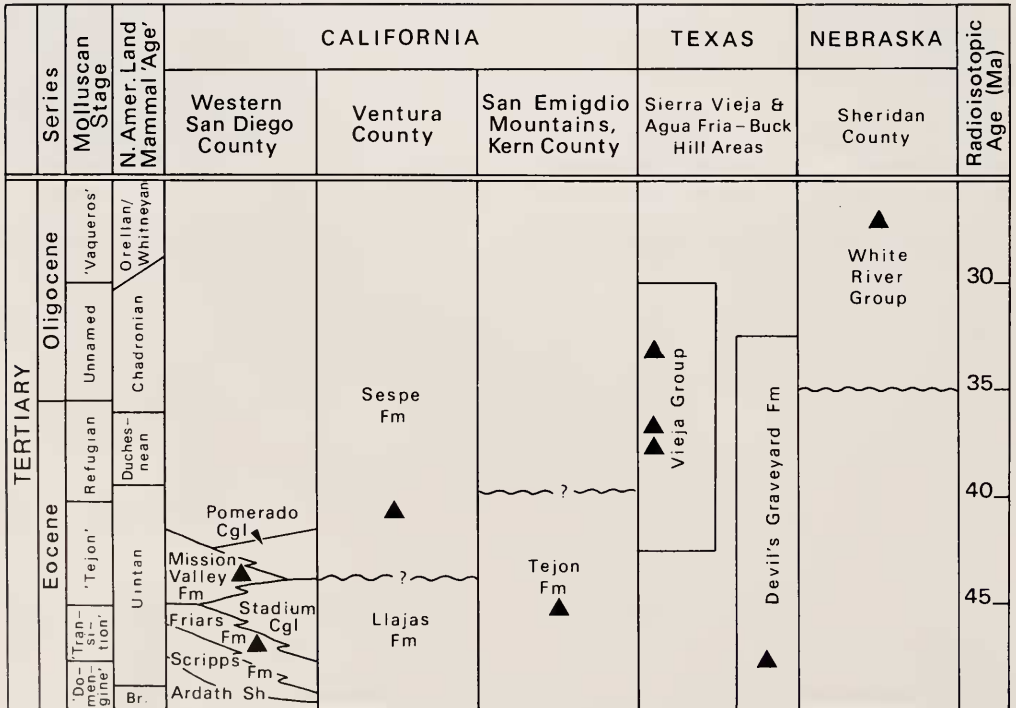 TERTIARY
Series
Oligocene
Eocene
Molluscan
Stage
'Vaqueros'
Unnamed
Refugian
'Tejon'
'Tran-
si-
tion'
'Do-
men-
gine'
N. Amer. Land
Mammal 'Age'
Orellan/
Whitneyan
Chadronian
Duches-
nean
Uintan
Br.
CALIFORNIA
Western
San Diego
County
Pomerado
Cgl
Mission
Valley
Fm
Stadium
Cgl
Friars
Fm
Scripps
Fm
Ardath Sh
Ventura
County
Sespe
Fm
?
Llajas
Fm
San Emigdio
Mountains,
Kern County
?
Tejon
Fm
TEXAS
Sierra Vieja &
Agua Fria–Buck
Hill Areas
Vieja Group
Devil's Graveyard Fm
NEBRASKA
Sheridan
County
White
River
Group
Radioisotopic
Age (Ma)
30
35
40
45